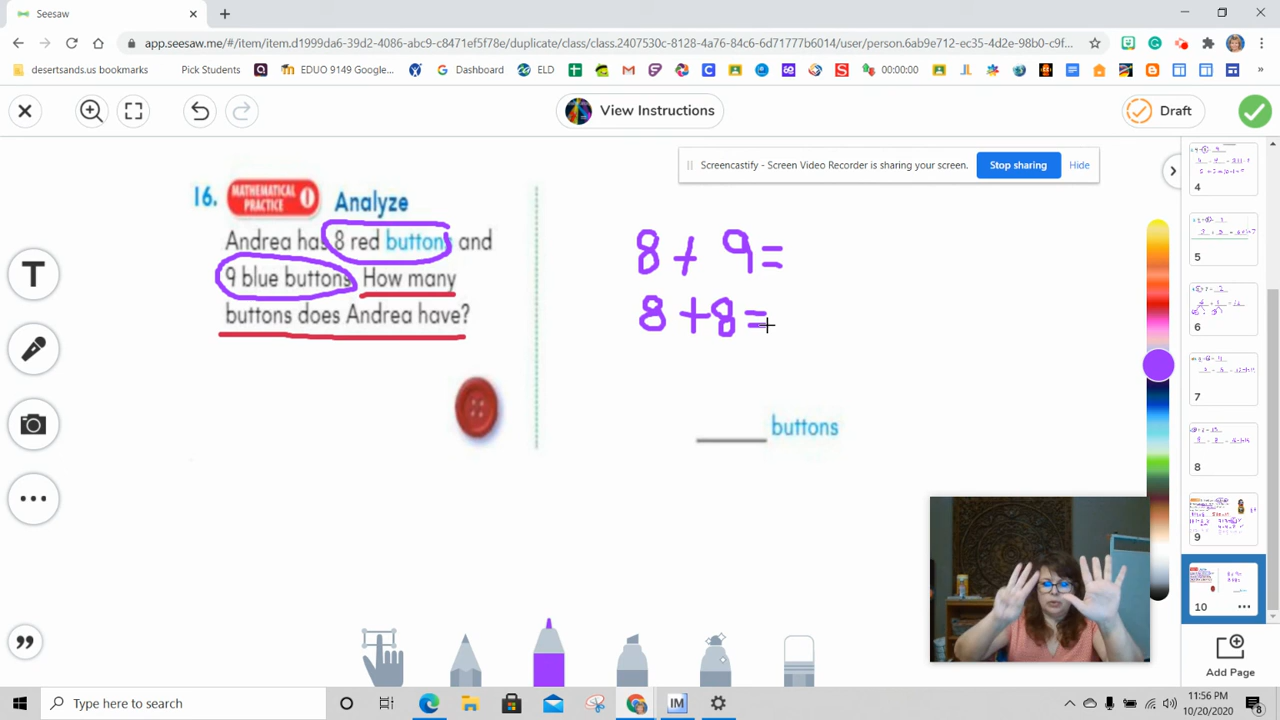 Seesaw
app.seesaw.me/#/item/item.d1999da6-39d2-4086-abc9-c8471eff678e/duplicate/class/class.2407530c-8128-4a76-84c6-6d71777b6014/user/person.6ab9e712-ec35-4d2e-98b0-c9f...
desertsands.us bookmarks Pick Students EDUO 9149 Google... Dashboard ELD 00:00:00 »
View Instructions
Draft
Screencastify - Screen Video Recorder is sharing your screen. Stop sharing Hide
16. MATHEMATICAL PRACTICE 1 Analyze
Andrea has 8 red buttons and
9 blue buttons. How many
buttons does Andrea have?
8 + 9 =
8 + 8 =
____ buttons
T
4
5
6
7
8
9
10
Add Page
Type here to search
IM
11:56 PM
10/20/2020
8